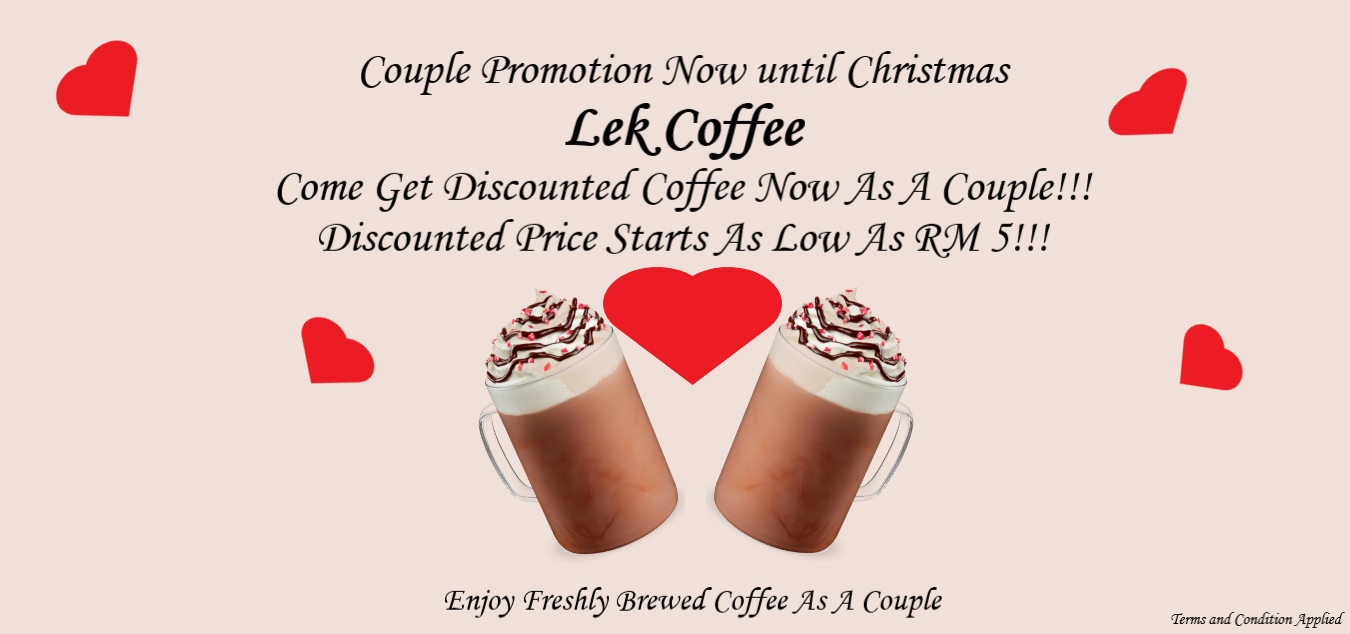 Couple Promotion Now until Christmas
Lek Coffee
Come Get Discounted Coffee Now As A Couple!!!
Discounted Price Starts As Low As RM 5!!!
Enjoy Freshly Brewed Coffee As A Couple
Terms and Condition Applied